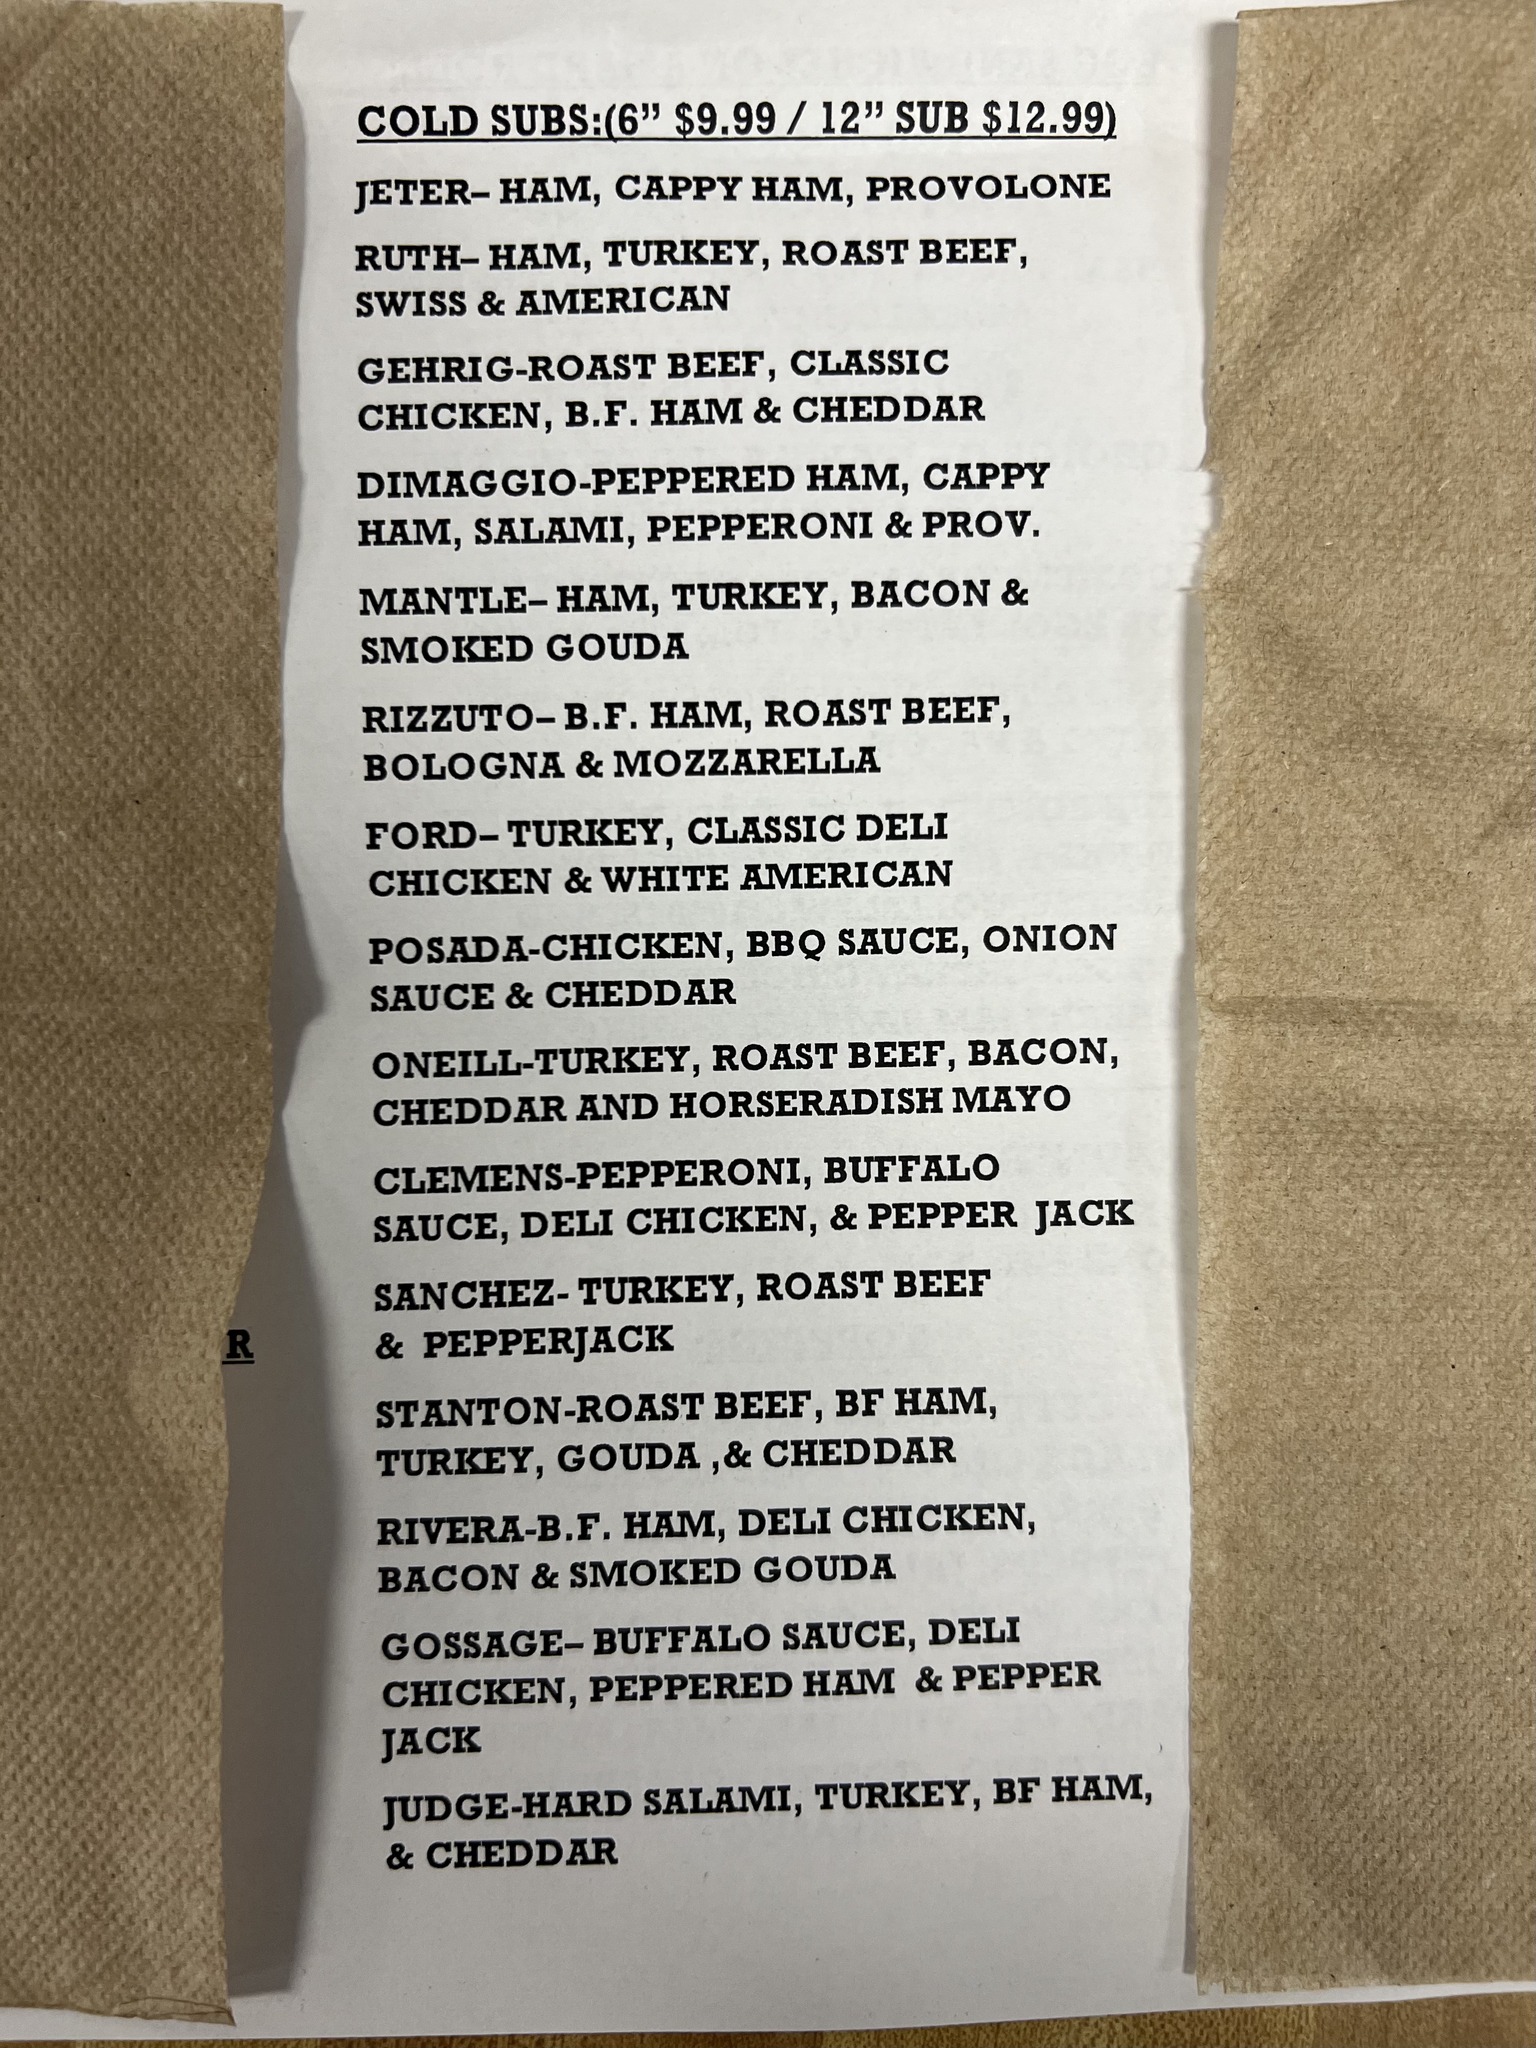 COLD SUBS:(6” $9.99 / 12” SUB $12.99)
JETER– HAM, CAPPY HAM, PROVOLONE
RUTH– HAM, TURKEY, ROAST BEEF,
SWISS & AMERICAN
GEHRIG-ROAST BEEF, CLASSIC
CHICKEN, B.F. HAM & CHEDDAR
DIMAGGIO-PEPPERED HAM, CAPPY
HAM, SALAMI, PEPPERONI & PROV.
MANTLE– HAM, TURKEY, BACON &
SMOKED GOUDA
RIZZUTO– B.F. HAM, ROAST BEEF,
BOLOGNA & MOZZARELLA
FORD– TURKEY, CLASSIC DELI
CHICKEN & WHITE AMERICAN
POSADA-CHICKEN, BBQ SAUCE, ONION
SAUCE & CHEDDAR
ONEILL-TURKEY, ROAST BEEF, BACON,
CHEDDAR AND HORSERADISH MAYO
CLEMENS-PEPPERONI, BUFFALO
SAUCE, DELI CHICKEN, & PEPPER JACK
SANCHEZ- TURKEY, ROAST BEEF
& PEPPERJACK
R
STANTON-ROAST BEEF, BF HAM,
TURKEY, GOUDA ,& CHEDDAR
RIVERA-B.F. HAM, DELI CHICKEN,
BACON & SMOKED GOUDA
GOSSAGE– BUFFALO SAUCE, DELI
CHICKEN, PEPPERED HAM & PEPPER
JACK
JUDGE-HARD SALAMI, TURKEY, BF HAM,
& CHEDDAR